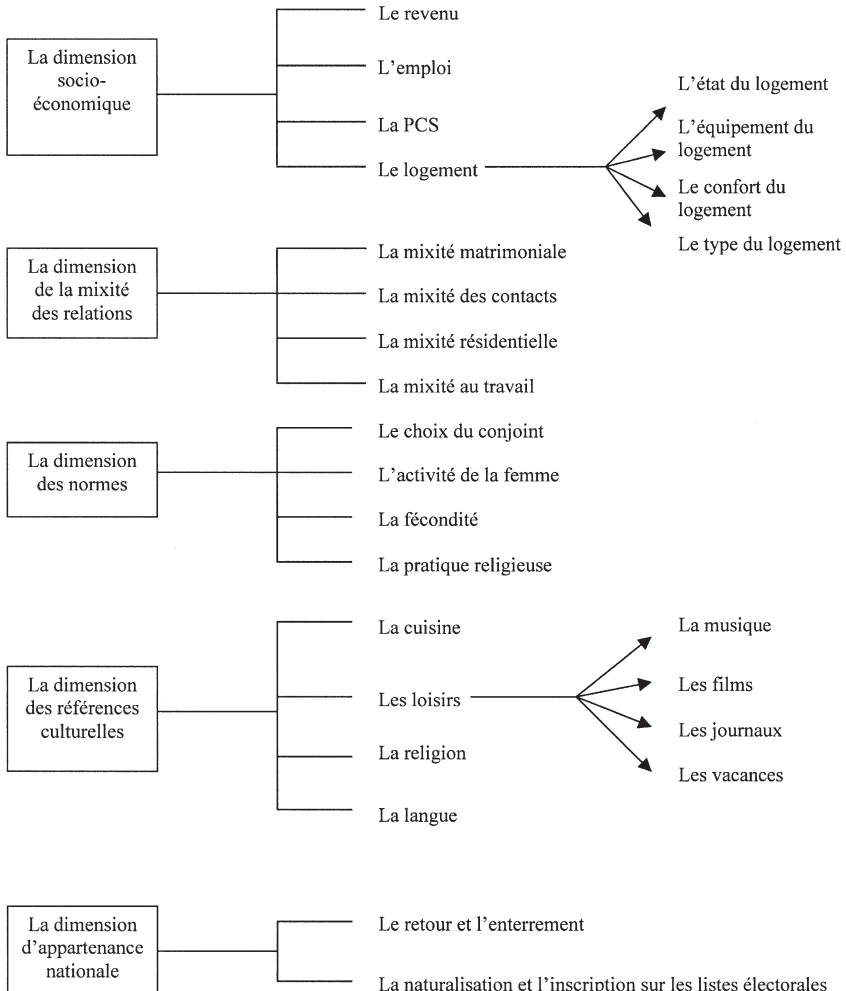 La dimension
socio-
économique
Le revenu
L'emploi
La PCS
Le logement
L'état du logement
L'équipement du
logement
Le confort du
logement
Le type du logement
La dimension
de la mixité
des relations
La mixité matrimoniale
La mixité des contacts
La mixité résidentielle
La mixité au travail
La dimension
des normes
Le choix du conjoint
L'activité de la femme
La fécondité
La pratique religieuse
La dimension
des références
culturelles
La cuisine
Les loisirs
La religion
La langue
La musique
Les films
Les journaux
Les vacances
La dimension
d'appartenance
nationale
Le retour et l'enterrement
La naturalisation et l'inscription sur les listes électorales